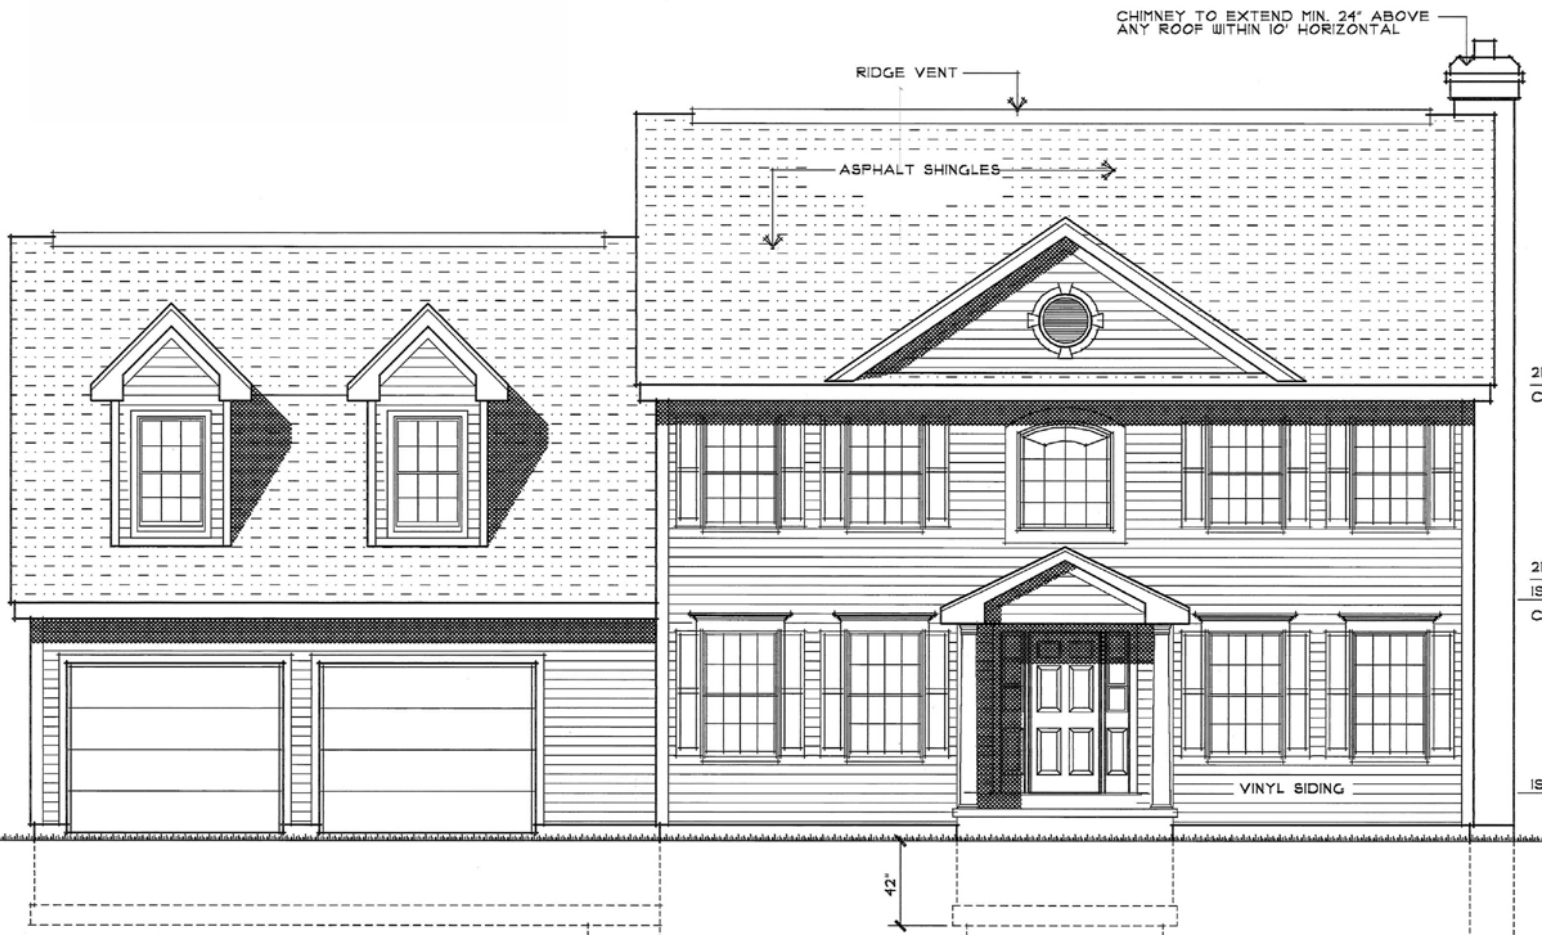 CHIMNEY TO EXTEND MIN. 24" ABOVE
ANY ROOF WITHIN 10' HORIZONTAL
RIDGE VENT
ASPHALT SHINGLES
VINYL SIDING
42"